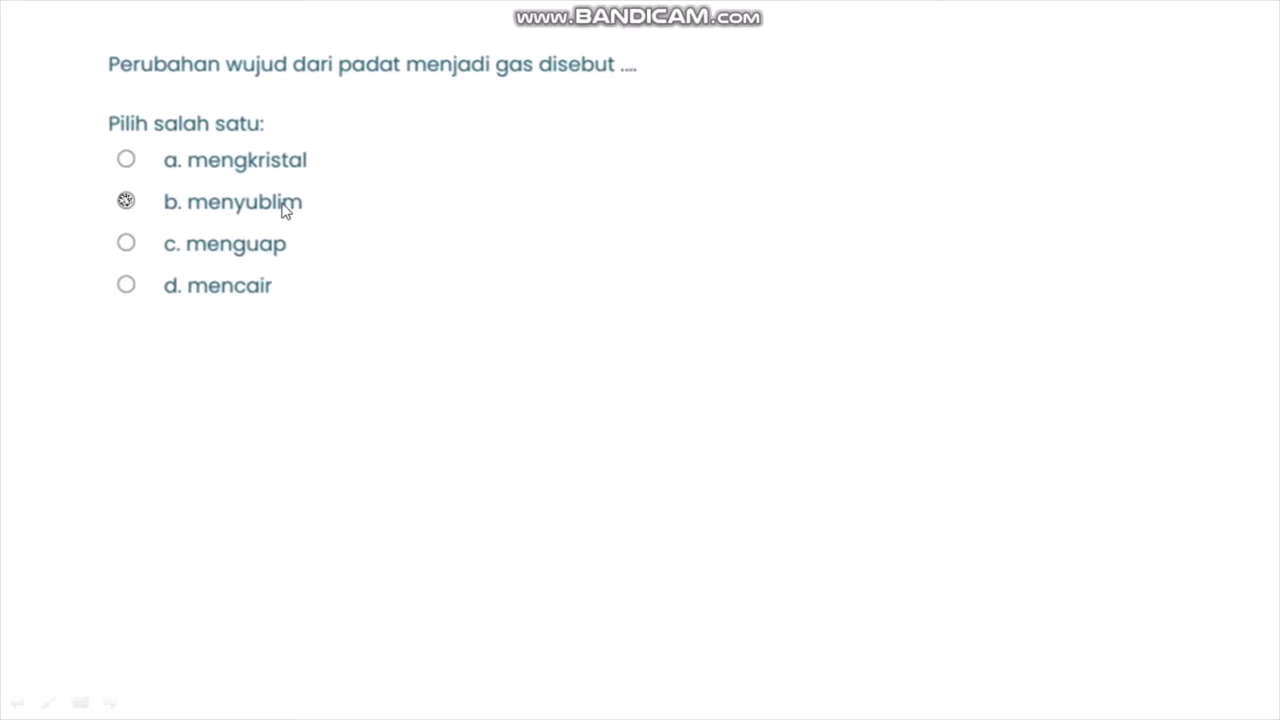 www.BANDICAM.com
Perubahan wujud dari padat menjadi gas disebut ....
Pilih salah satu:
a. mengkristal
b. menyublim
c. menguap
d. mencair